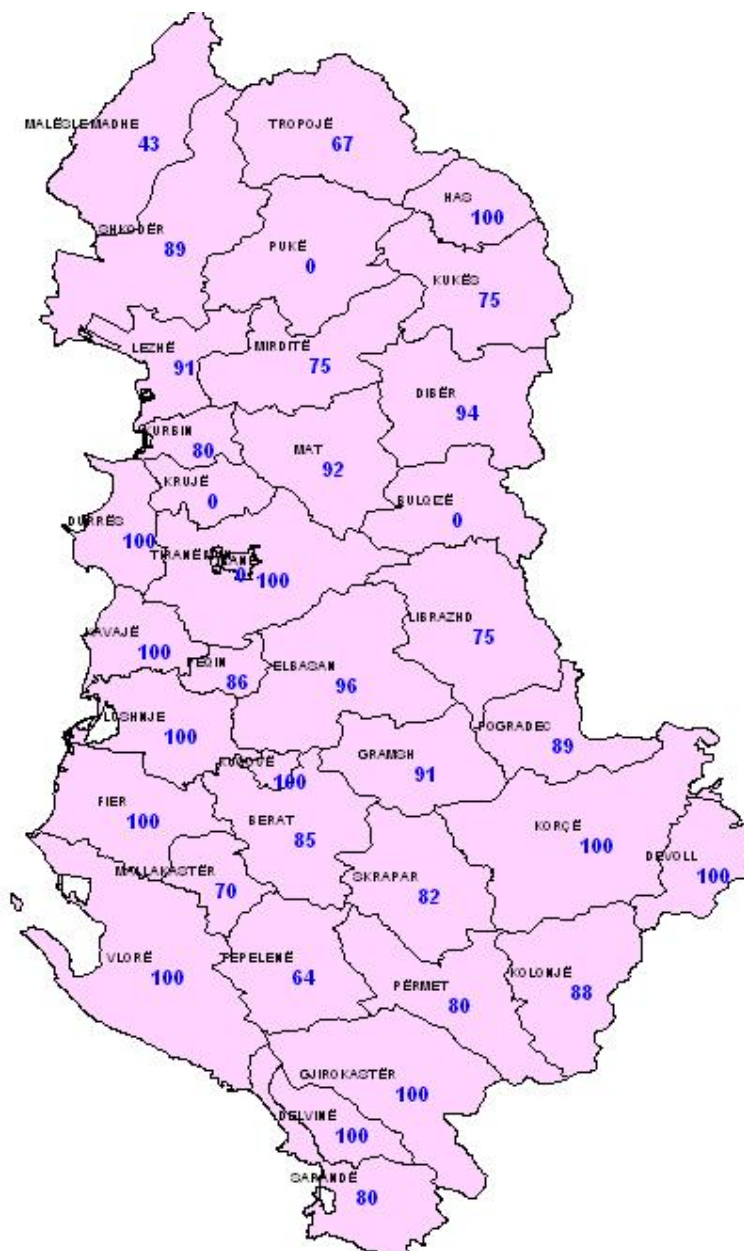 MALËSI E MADHE
43
TROPOJË
67
HAS
100
SHKODËR
89
PUKË
0
KUKËS
75
LEZHË
91
MIRDITË
75
DIBËR
94
KURBIN
80
MAT
92
KRUJË
0
BULQIZË
0
DURRËS
100
0
100
LIBRAZHD
75
KAVAJË
100
PEQIN
86
ELBASAN
96
LUSHNJE
100
POGRADEC
89
KUÇOVË
100
GRAMSH
91
FIER
100
BERAT
85
KORÇË
100
DEVOLL
100
MALLAKASTËR
70
SKRAPAR
82
VLORË
100
TEPELENË
64
PËRMET
80
KOLONJË
88
GJIROKASTËR
100
DELVINË
100
SARANDË
80